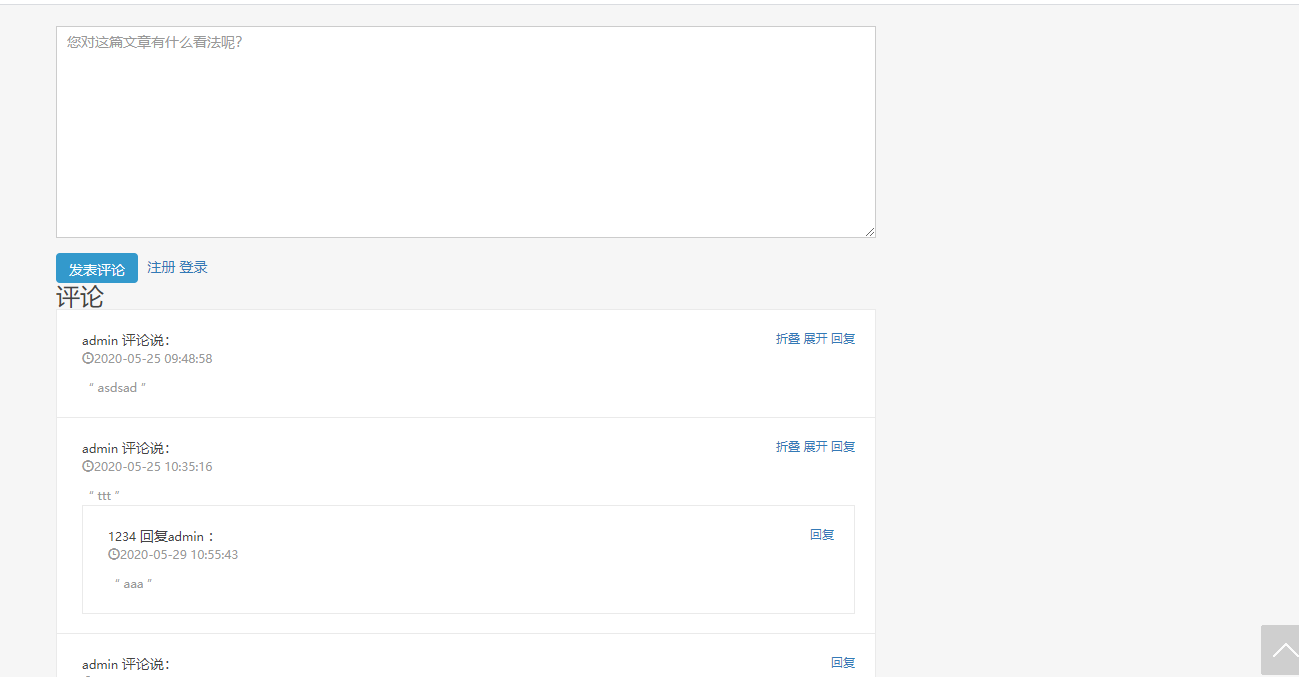 您对这篇文章有什么看法呢?
发表评论 注册 登录
评论
admin 评论说： 折叠 展开 回复
2020-05-25 09:48:58
“ asdsad ”
admin 评论说： 折叠 展开 回复
2020-05-25 10:35:16
“ ttt ”
1234 回复admin： 回复
2020-05-29 10:55:43
“ aaa ”
admin 评论说： 回复